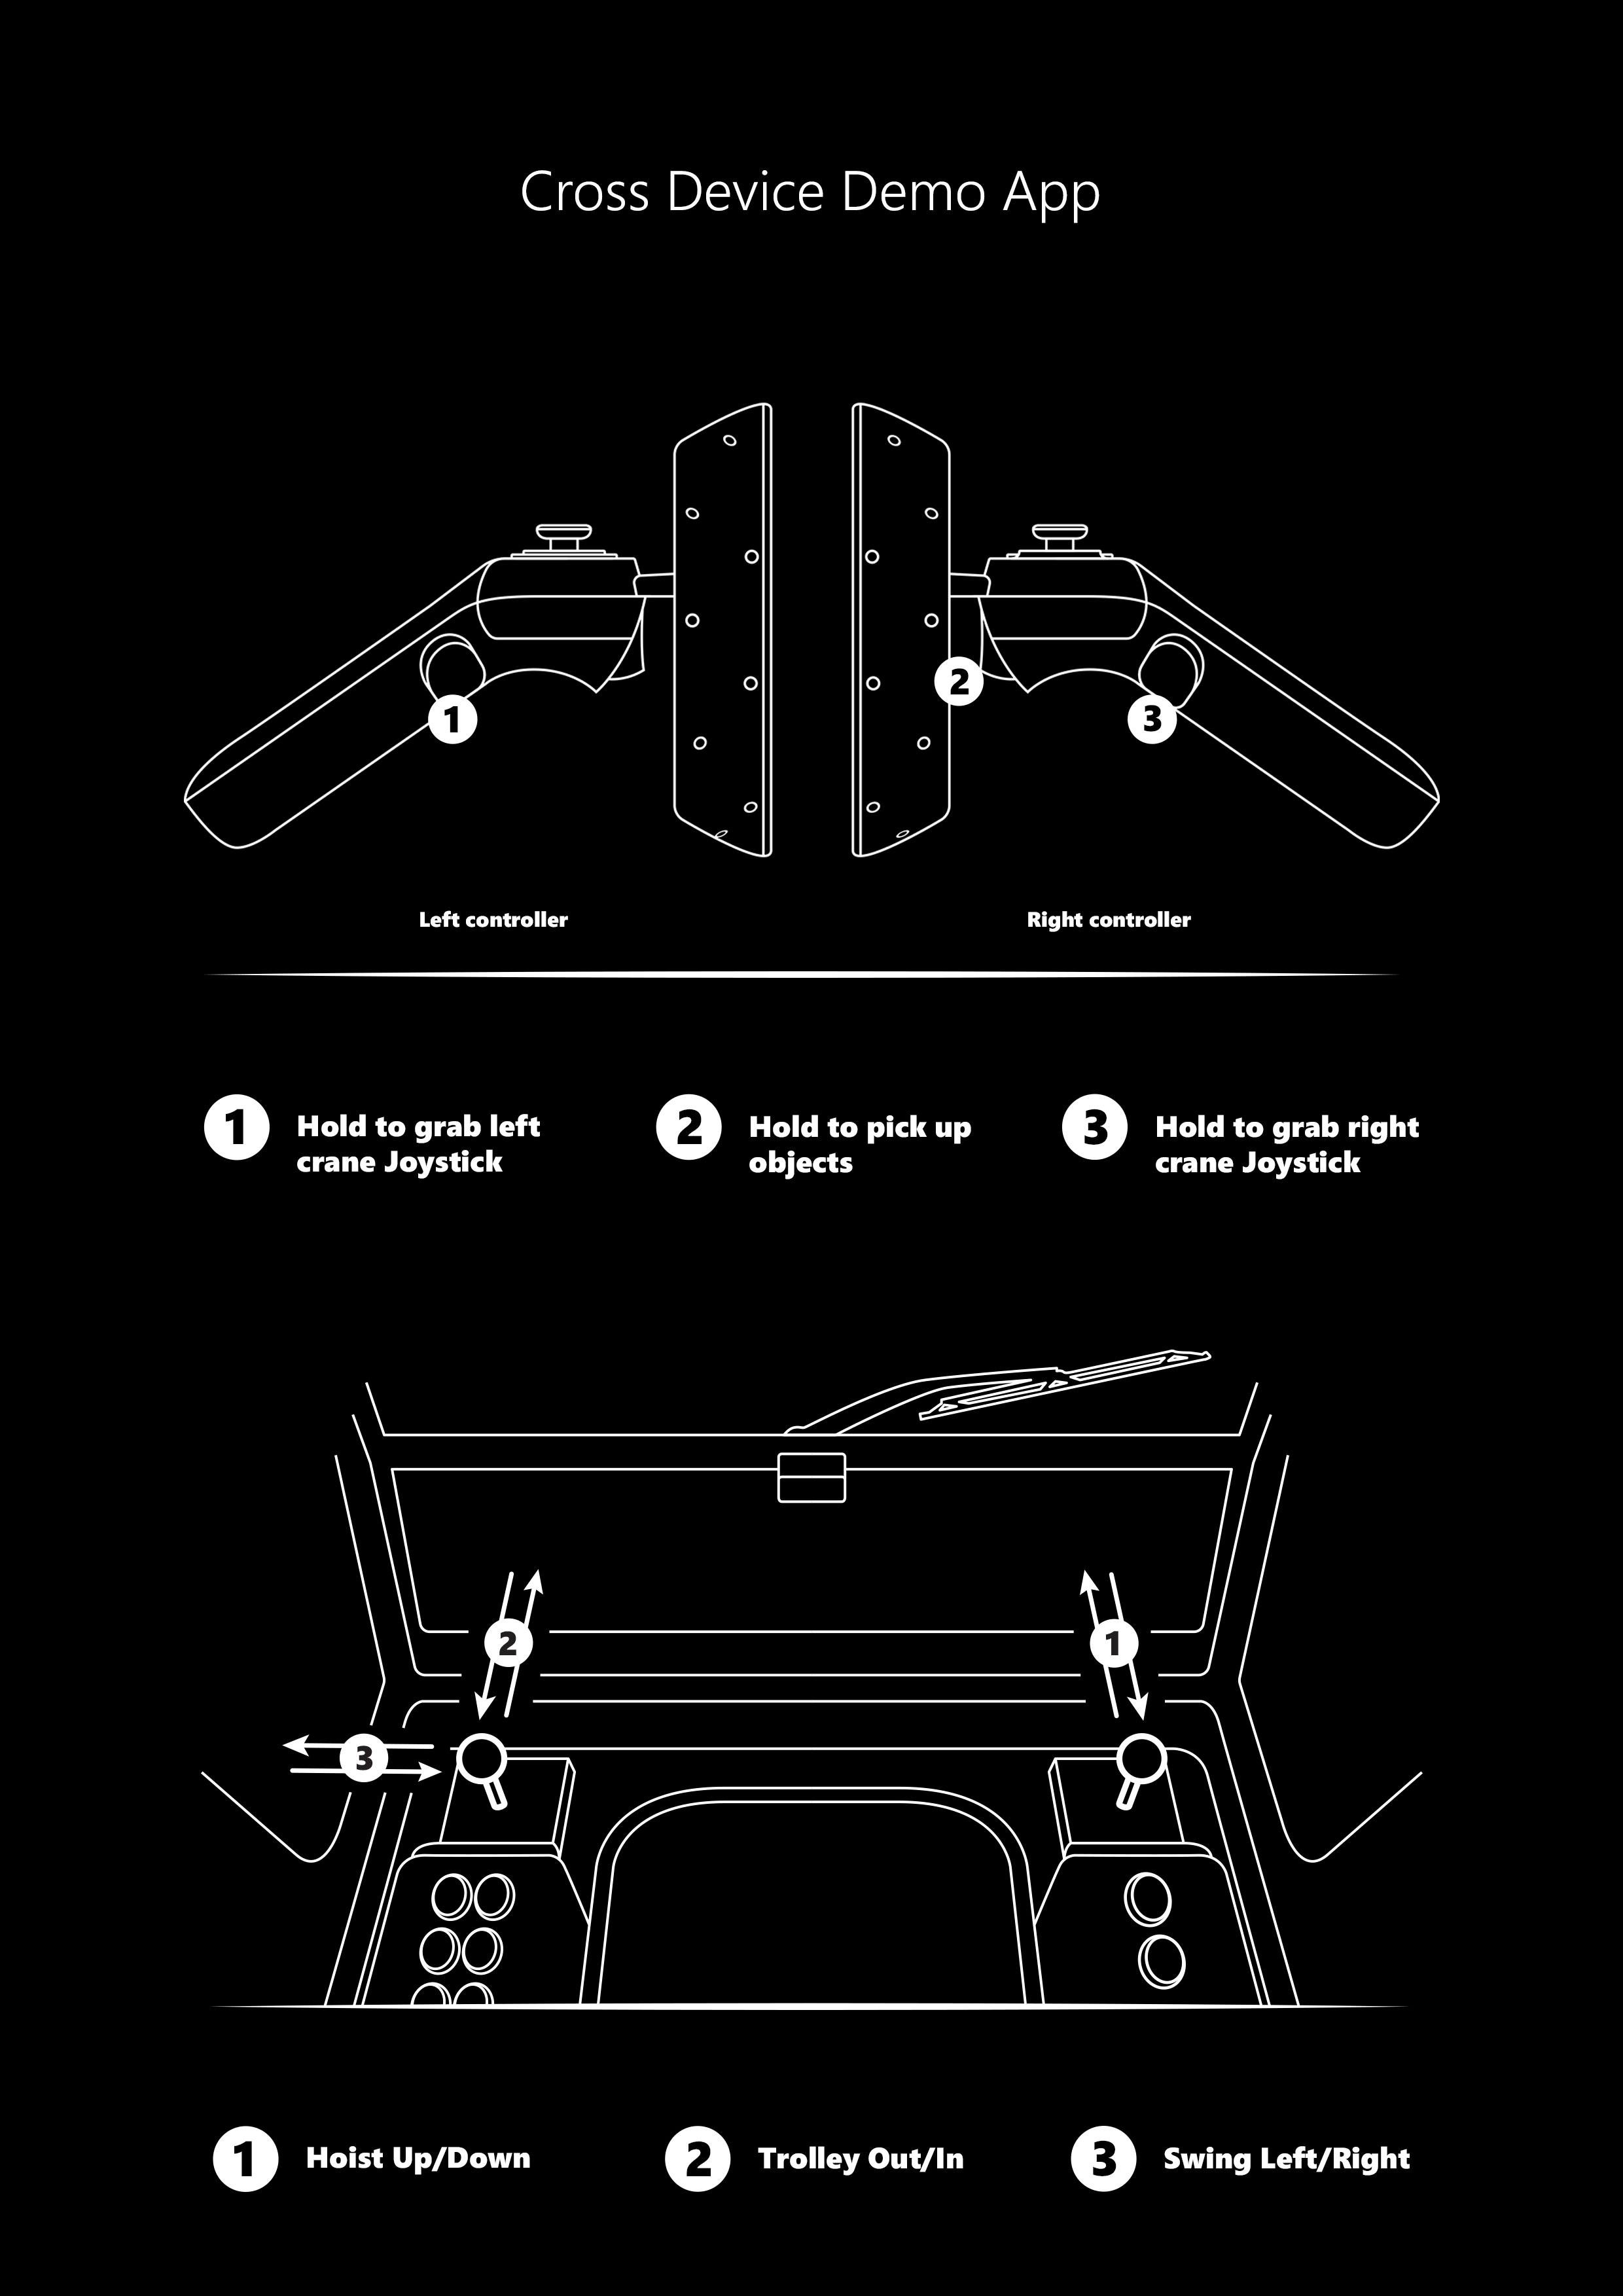 Cross Device Demo App
2
1
3
Left controller
Right controller
1
Hold to grab left
crane Joystick
2
Hold to pick up
objects
3
Hold to grab right
crane Joystick
2
1
3
1
Hoist Up/Down
2
Trolley Out/In
3
Swing Left/Right